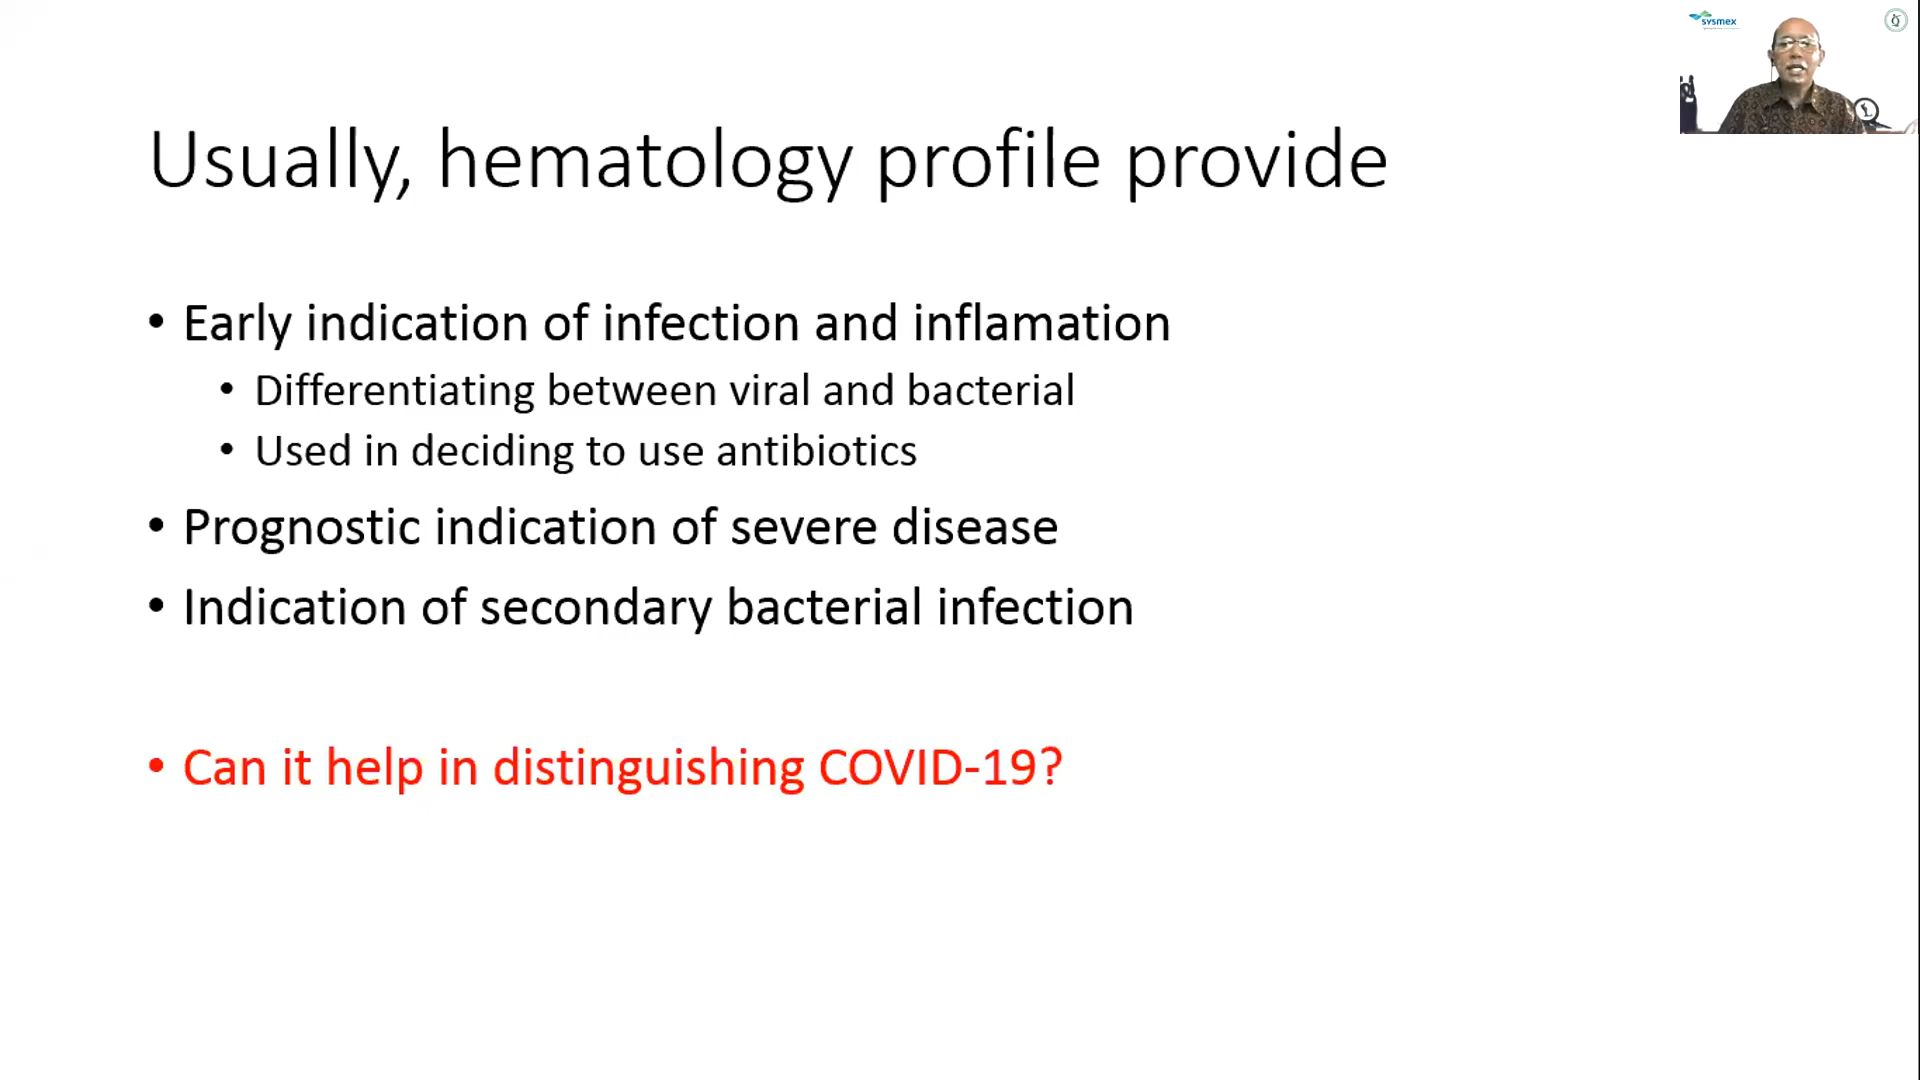 sysmex
Usually, hematology profile provide
• Early indication of infection and inflamation
• Differentiating between viral and bacterial
• Used in deciding to use antibiotics
• Prognostic indication of severe disease
• Indication of secondary bacterial infection
• Can it help in distinguishing COVID-19?